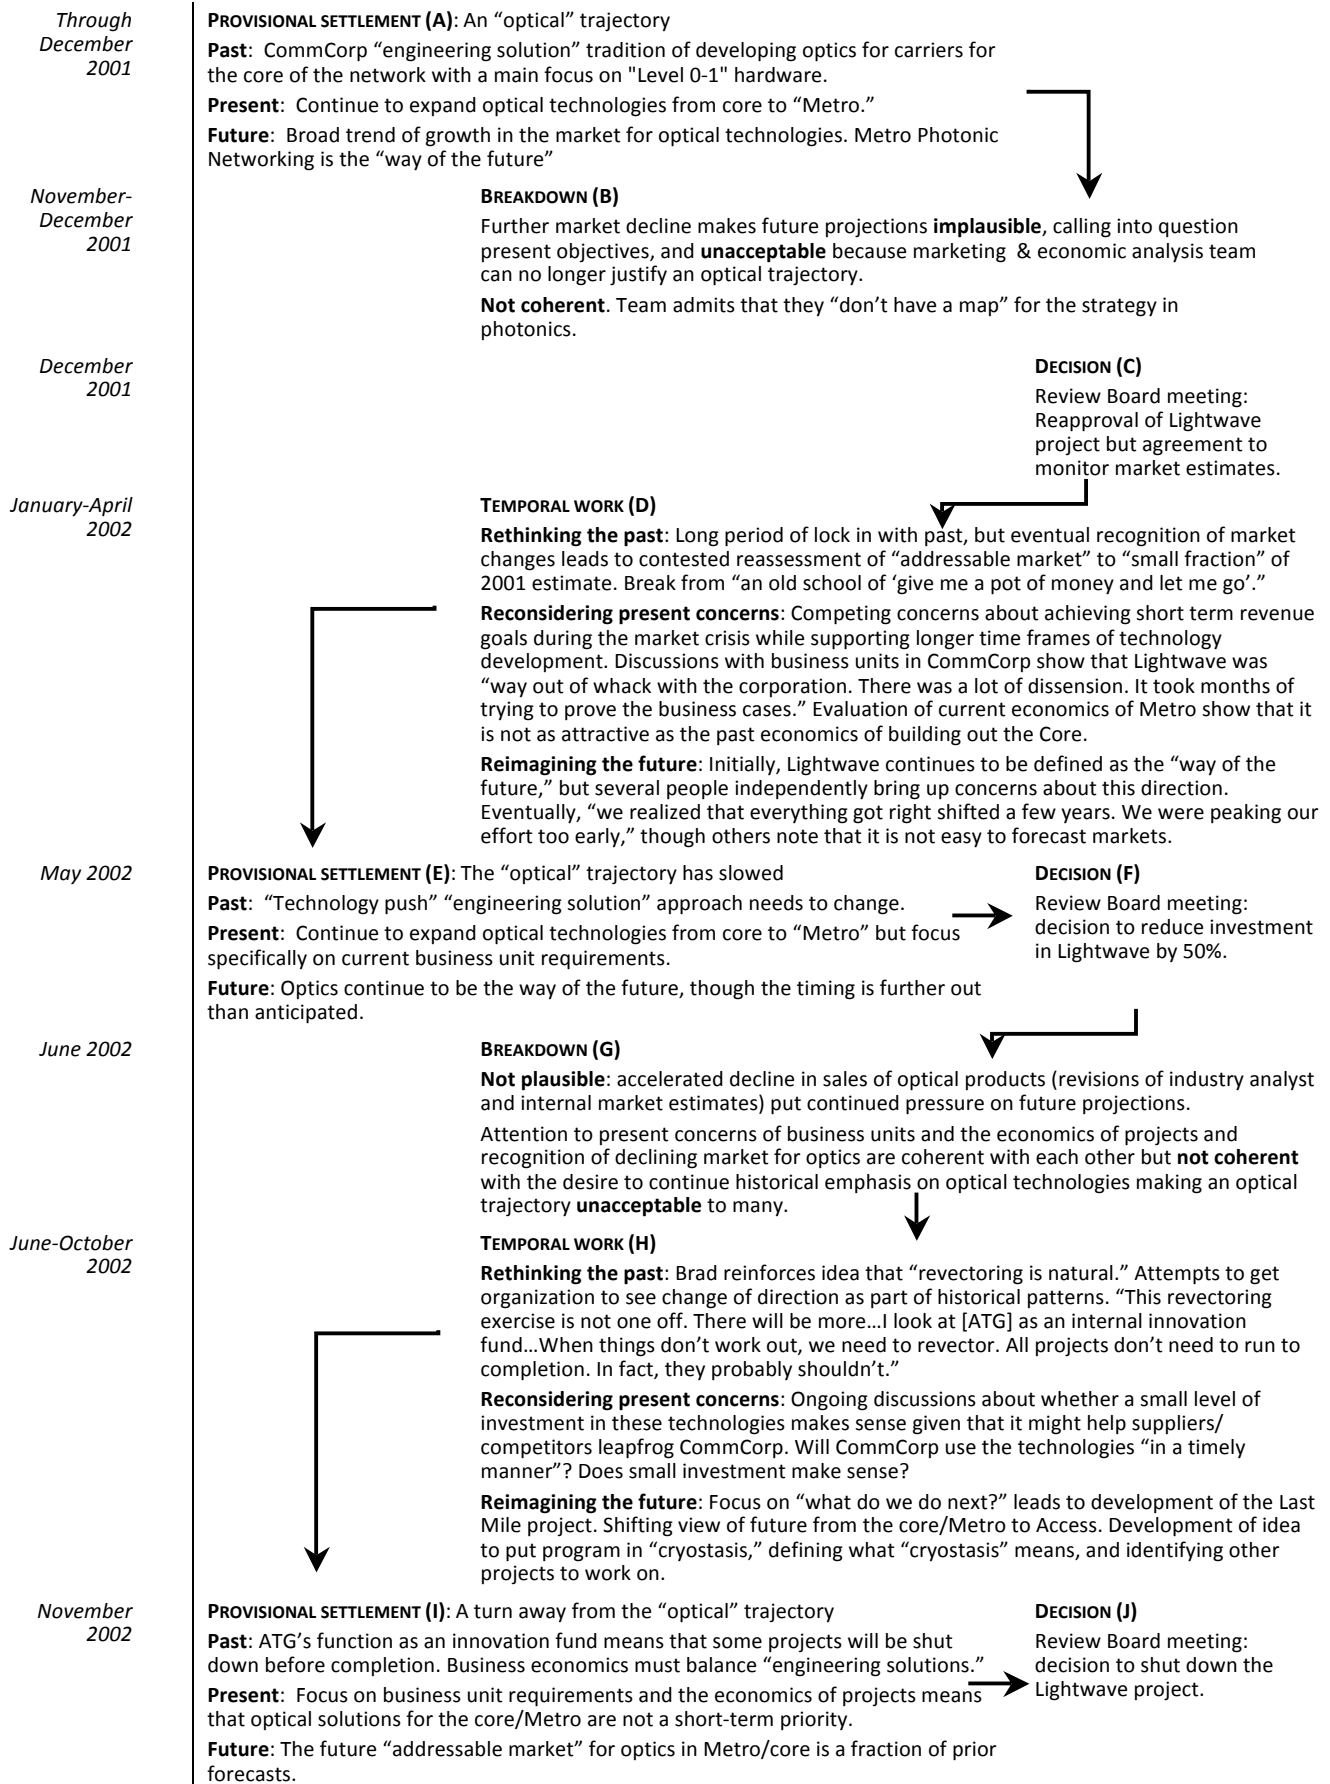 Through
December
2001
PROVISIONAL SETTLEMENT (A): An “optical” trajectory
Past:  CommCorp “engineering solution” tradition of developing optics for carriers for
the core of the network with a main focus on "Level 0-1" hardware.
Present:  Continue to expand optical technologies from core to “Metro.”
Future:  Broad trend of growth in the market for optical technologies. Metro Photonic
Networking is the “way of the future”
November-
December
2001
BREAKDOWN (B)
Further market decline makes future projections implausible, calling into question
present objectives, and unacceptable because marketing  & economic analysis team
can no longer justify an optical trajectory.
Not coherent. Team admits that they “don’t have a map” for the strategy in
photonics.
December
2001
DECISION (C)
Review Board meeting:
Reapproval of Lightwave
project but agreement to
monitor market estimates.
January-April
2002
TEMPORAL WORK (D)
Rethinking the past: Long period of lock in with past, but eventual recognition of market
changes leads to contested reassessment of “addressable market” to “small fraction” of
2001 estimate. Break from “an old school of ‘give me a pot of money and let me go’.”
Reconsidering present concerns: Competing concerns about achieving short term revenue
goals during the market crisis while supporting longer time frames of technology
development. Discussions with business units in CommCorp show that Lightwave was
“way out of whack with the corporation. There was a lot of dissension. It took months of
trying to prove the business cases.” Evaluation of current economics of Metro show that it
is not as attractive as the past economics of building out the Core.
Reimagining the future: Initially, Lightwave continues to be defined as the “way of the
future,” but several people independently bring up concerns about this direction.
Eventually, “we realized that everything got right shifted a few years. We were peaking our
effort too early,” though others note that it is not easy to forecast markets.
May 2002
PROVISIONAL SETTLEMENT (E): The “optical” trajectory has slowed
Past:  “Technology push” “engineering solution” approach needs to change.
Present:  Continue to expand optical technologies from core to “Metro” but focus
specifically on current business unit requirements.
Future: Optics continue to be the way of the future, though the timing is further out
than anticipated.
DECISION (F)
Review Board meeting:
decision to reduce investment
in Lightwave by 50%.
June 2002
BREAKDOWN (G)
Not plausible: accelerated decline in sales of optical products (revisions of industry analyst
and internal market estimates) put continued pressure on future projections.
Attention to present concerns of business units and the economics of projects and
recognition of declining market for optics are coherent with each other but not coherent
with the desire to continue historical emphasis on optical technologies making an optical
trajectory unacceptable to many.
June-October
2002
TEMPORAL WORK (H)
Rethinking the past: Brad reinforces idea that “revectoring is natural.” Attempts to get
organization to see change of direction as part of historical patterns. “This revectoring
exercise is not one off. There will be more…I look at [ATG] as an internal innovation
fund…When things don’t work out, we need to revector. All projects don’t need to run to
completion. In fact, they probably shouldn’t.”
Reconsidering present concerns: Ongoing discussions about whether a small level of
investment in these technologies makes sense given that it might help suppliers/
competitors leapfrog CommCorp. Will CommCorp use the technologies “in a timely
manner”? Does small investment make sense?
Reimagining the future: Focus on “what do we do next?” leads to development of the Last
Mile project. Shifting view of future from the core/Metro to Access. Development of idea
to put program in “cryostasis,” defining what “cryostasis” means, and identifying other
projects to work on.
November
2002
PROVISIONAL SETTLEMENT (I): A turn away from the “optical” trajectory
Past: ATG’s function as an innovation fund means that some projects will be shut
down before completion. Business economics must balance “engineering solutions.”
Present:  Focus on business unit requirements and the economics of projects means
that optical solutions for the core/Metro are not a short-term priority.
Future: The future “addressable market” for optics in Metro/core is a fraction of prior
forecasts.
DECISION (J)
Review Board meeting:
decision to shut down the
Lightwave project.